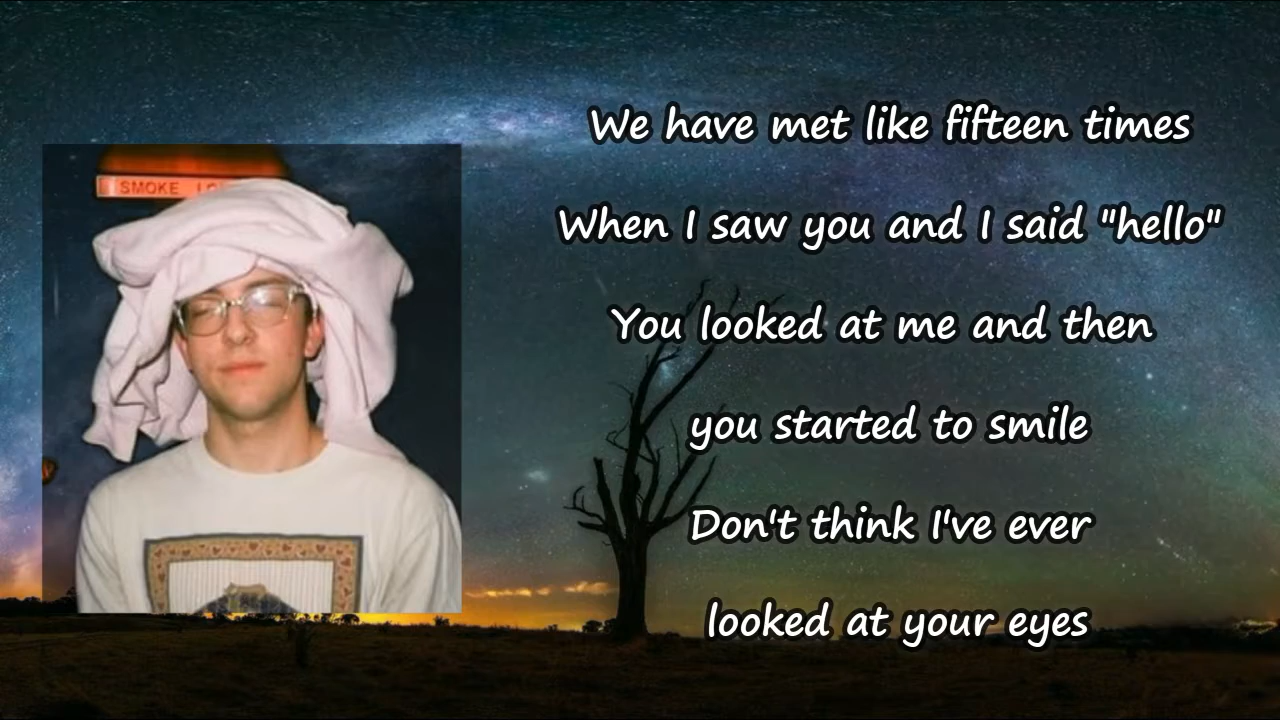 SMOKE
We have met like fifteen times
When I saw you and I said "hello"
You looked at me and then
you started to smile
Don't think I've ever
looked at your eyes